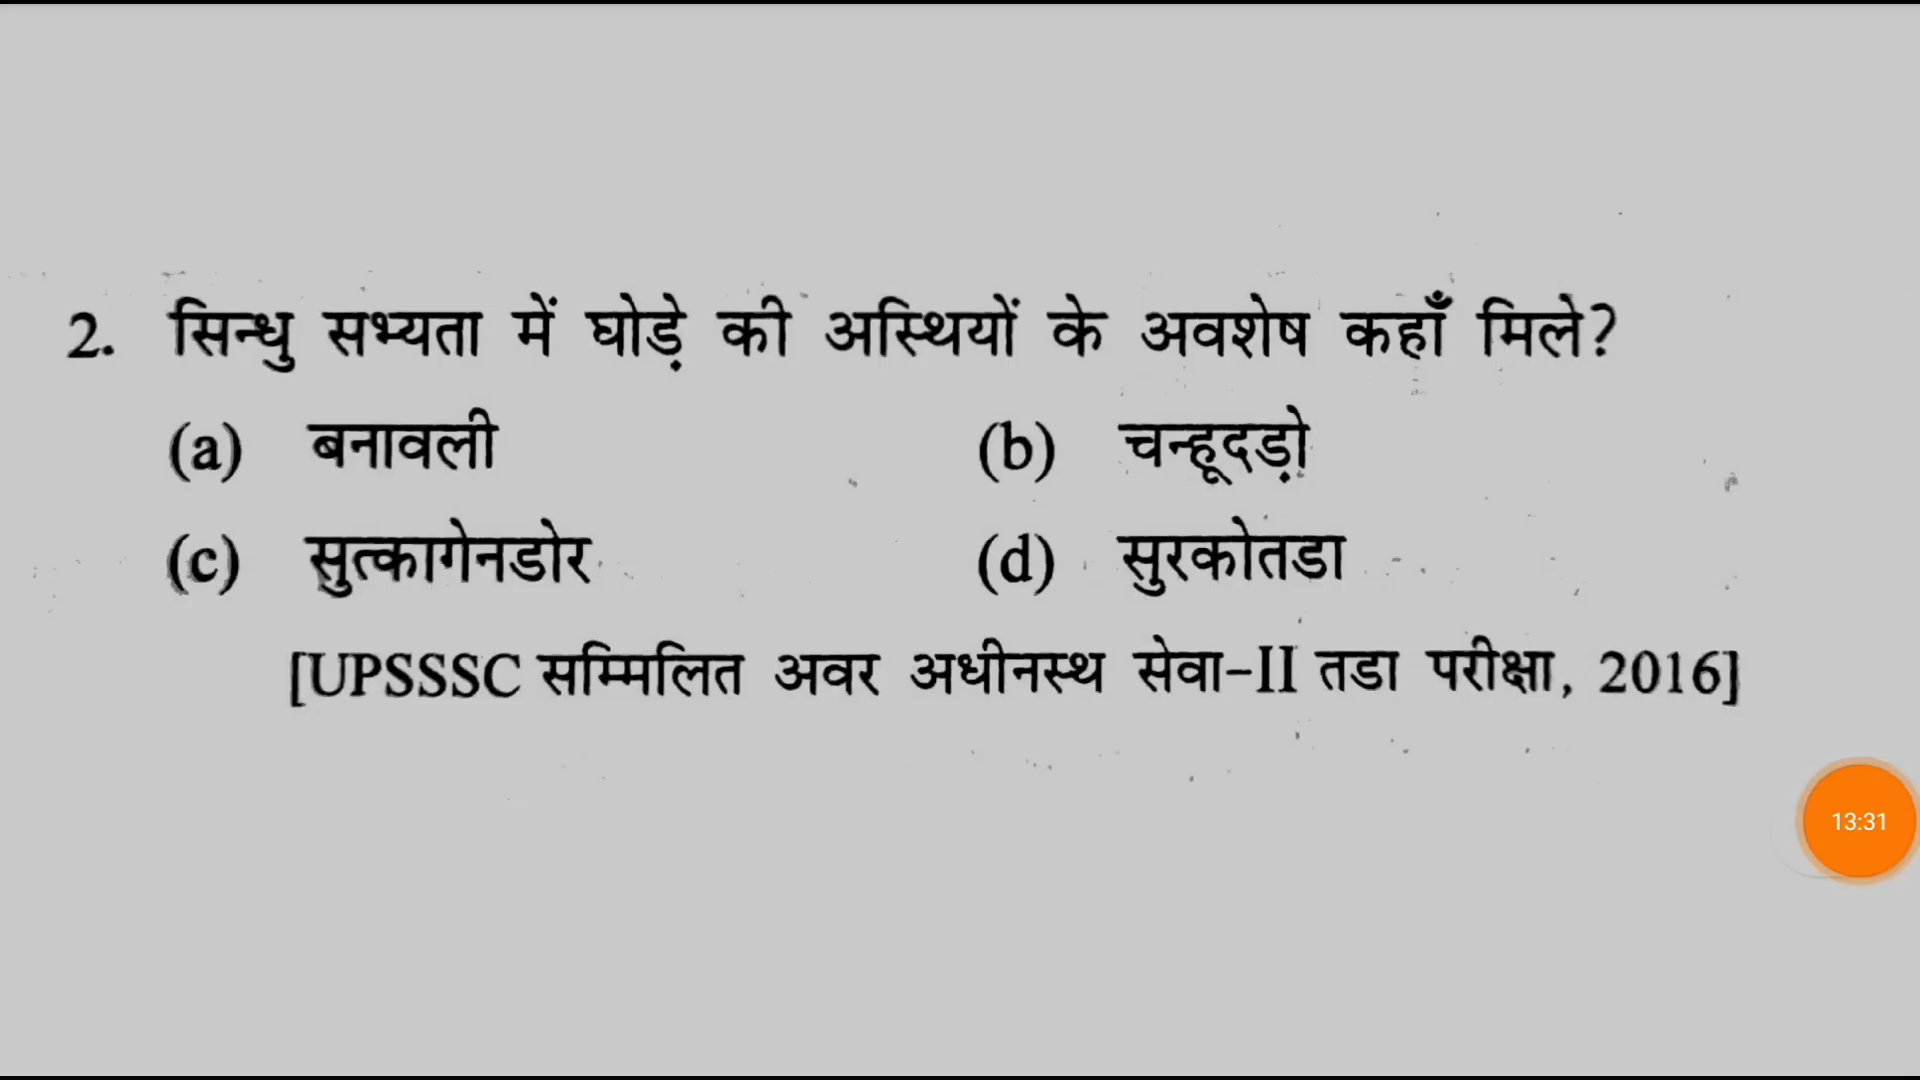 2. सिन्धु सभ्यता में घोड़े की अस्थियों के अवशेष कहाँ मिले?
(a) बनावली (b) चन्हूदड़ो
(c) सुत्कागेनडोर (d) सुरकोतडा
[UPSSSC सम्मिलित अवर अधीनस्थ सेवा-II तडा परीक्षा, 2016]
13:31